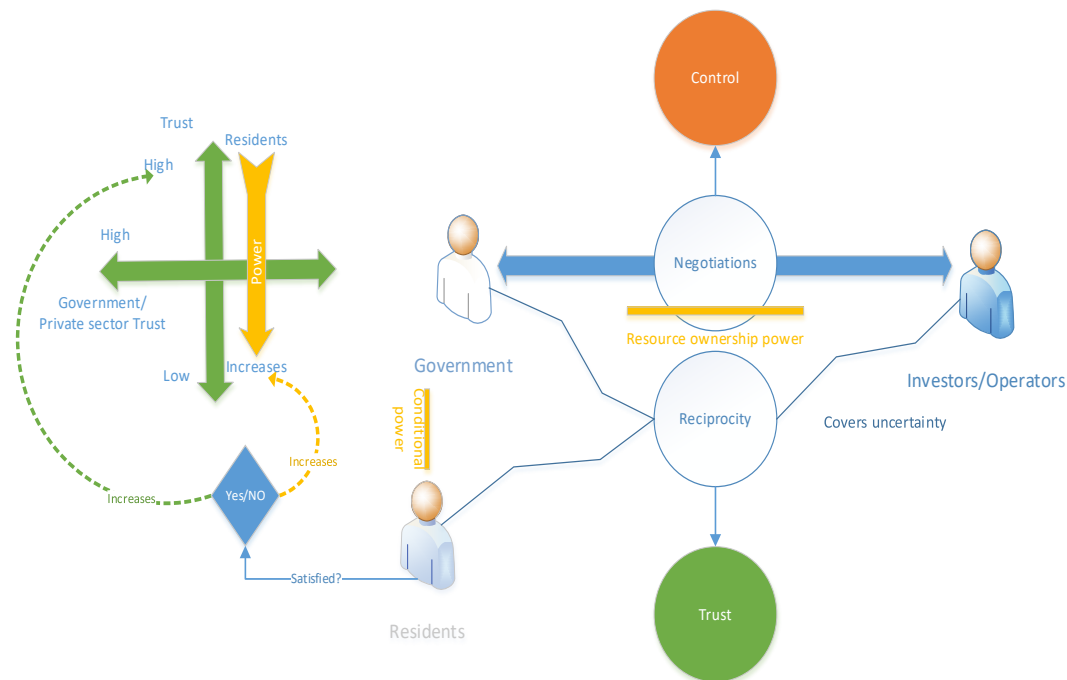 Control
Trust
Residents
High
High
Power
Negotiations
Government/
Private sector Trust
Resource ownership power
Low
Increases
Government
Investors/Operators
Conditional
power
Reciprocity
Covers uncertainty
Increases
Increases
Yes/NO
Satisfied?
Trust
Residents